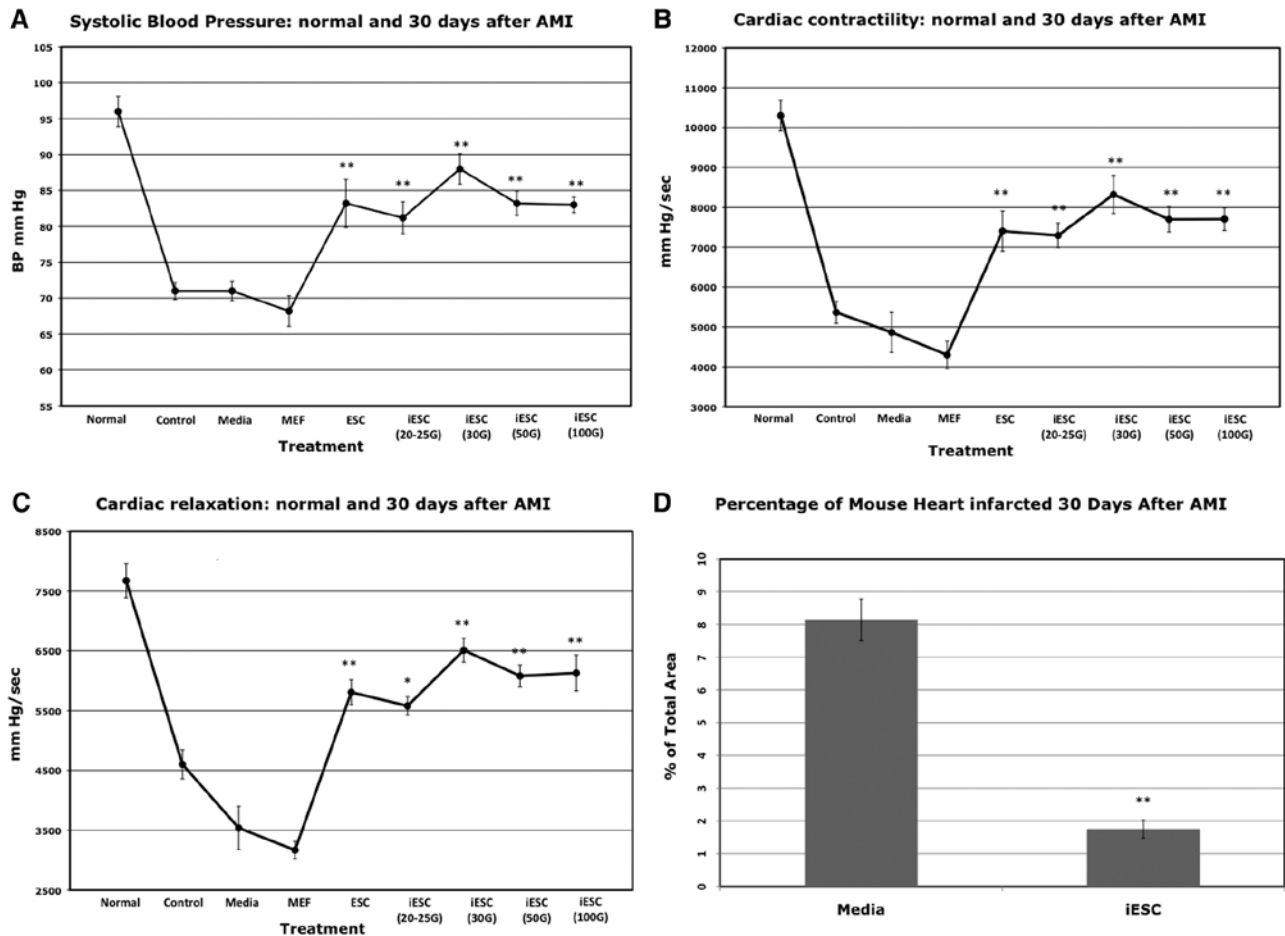 A
Systolic Blood Pressure: normal and 30 days after AMI
BP mm Hg
105
100
95
90
85
80
75
70
65
60
55
**
**
**
**
**
Normal Control Media MEF ESC iESC iESC iESC iESC
(20-25G) (30G) (50G) (100G)
Treatment
B
Cardiac contractility: normal and 30 days after AMI
mm Hg/sec
12000
11000
10000
9000
8000
7000
6000
5000
4000
3000
**
**
**
**
**
Normal Control Media MEF ESC iESC iESC iESC iESC
(20-25G) (30G) (50G) (100G)
Treatment
C
Cardiac relaxation: normal and 30 days after AMI
mm Hg/sec
8500
7500
6500
5500
4500
3500
2500
**
*
**
**
**
Normal Control Media MEF ESC iESC iESC iESC iESC
(20-25G) (30G) (50G) (100G)
Treatment
D
Percentage of Mouse Heart infarcted 30 Days After AMI
% of Total Area
10
9
8
7
6
5
4
3
2
1
0
**
Media iESC